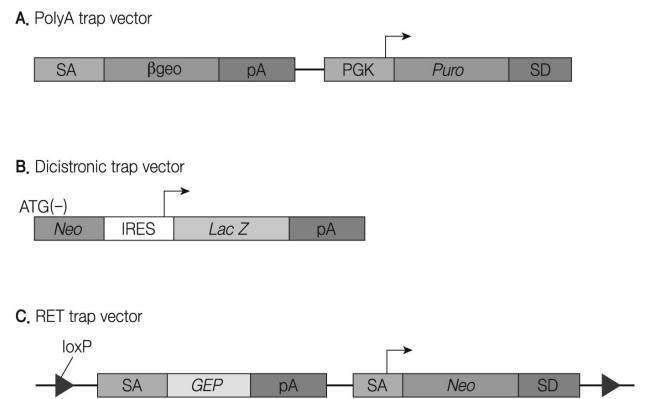 A. PolyA trap vector
SA βgeo pA PGK Puro SD
B. Dicistronic trap vector
ATG(−)
Neo IRES Lac Z pA
C. RET trap vector
loxP
SA GEP pA SA Neo SD